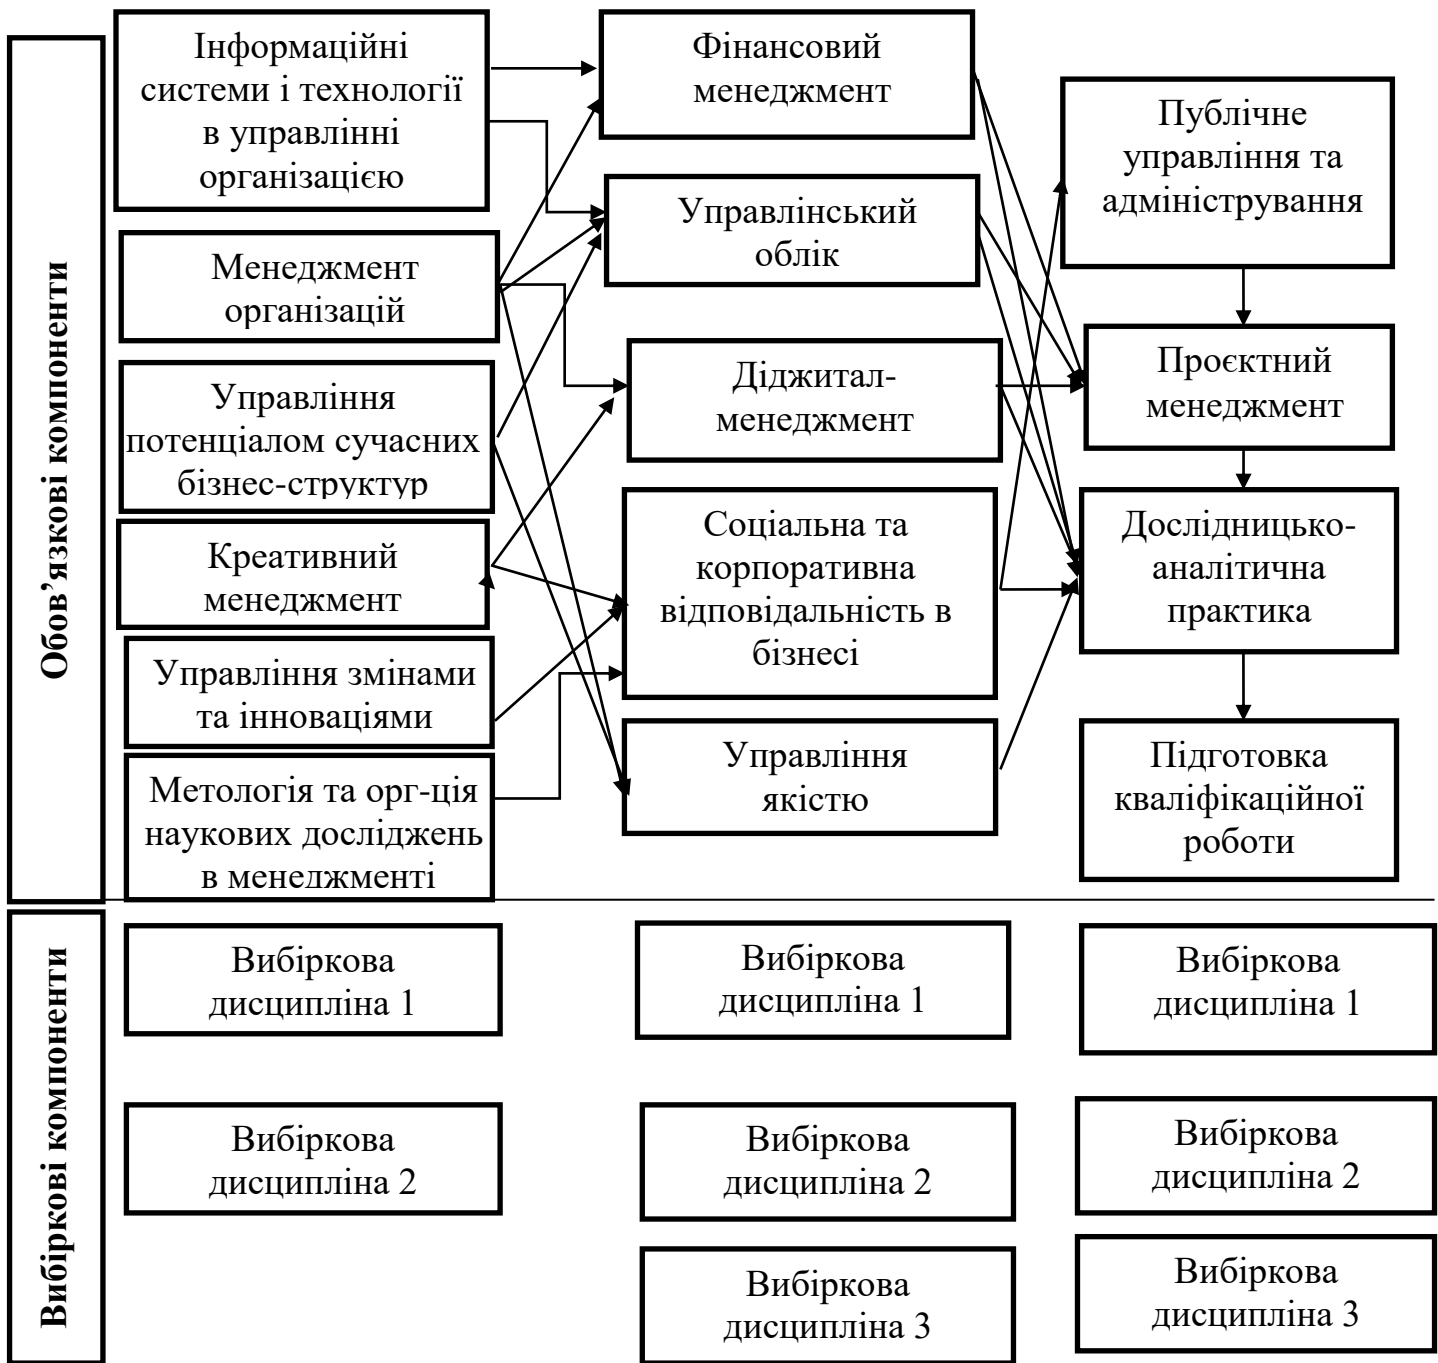 Обов’язкові компоненти
Інформаційні
системи і технології
в управлінні
організацією
Менеджмент
організацій
Управління
потенціалом сучасних
бізнес-структур
Креативний
менеджмент
Управління змінами
та інноваціями
Метологія та орг-ція
наукових досліджень
в менеджменті
Фінансовий
менеджмент
Управлінський
облік
Діджитал-
менеджмент
Соціальна та
корпоративна
відповідальність в
бізнесі
Управління
якістю
Публічне
управління та
адміністрування
Проєктний
менеджмент
Дослідницько-
аналітична
практика
Підготовка
кваліфікаційної
роботи
Вибіркові компоненти
Вибіркова
дисципліна 1
Вибіркова
дисципліна 2
Вибіркова
дисципліна 1
Вибіркова
дисципліна 2
Вибіркова
дисципліна 3
Вибіркова
дисципліна 1
Вибіркова
дисципліна 2
Вибіркова
дисципліна 3